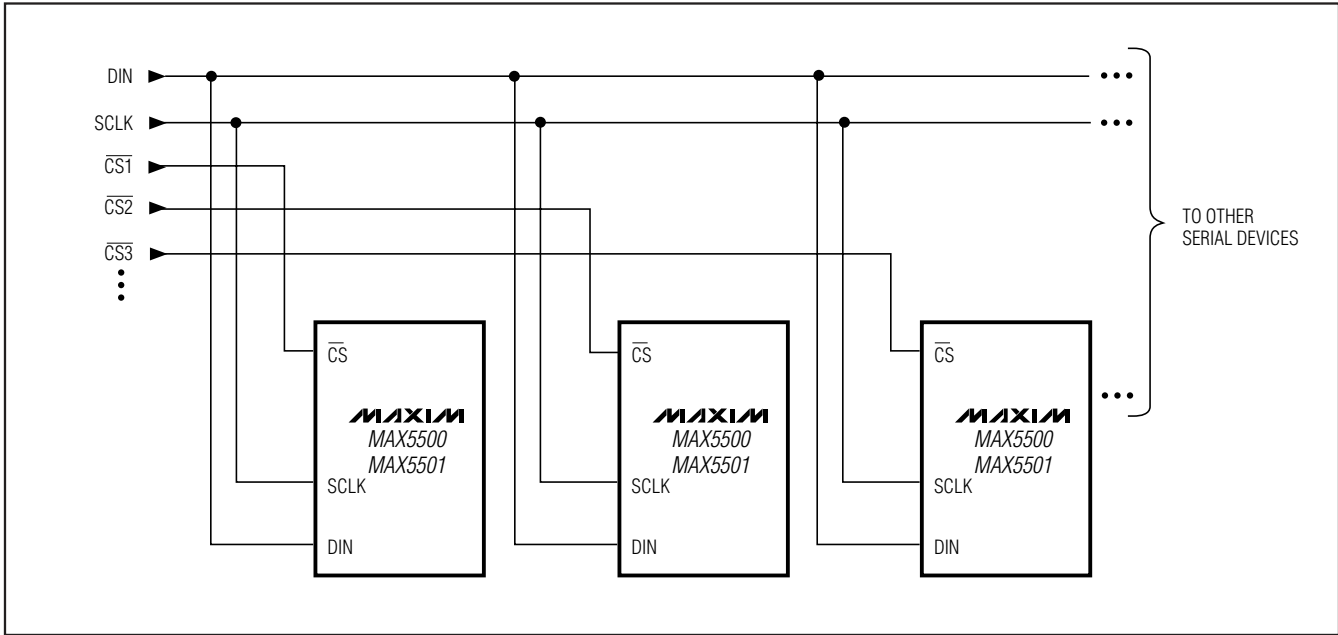 DIN
SCLK
CS1
CS2
CS3
TO OTHER
SERIAL DEVICES
CS
MAXIM
MAX5500
MAX5501
SCLK
DIN
CS
MAXIM
MAX5500
MAX5501
SCLK
DIN
CS
MAXIM
MAX5500
MAX5501
SCLK
DIN